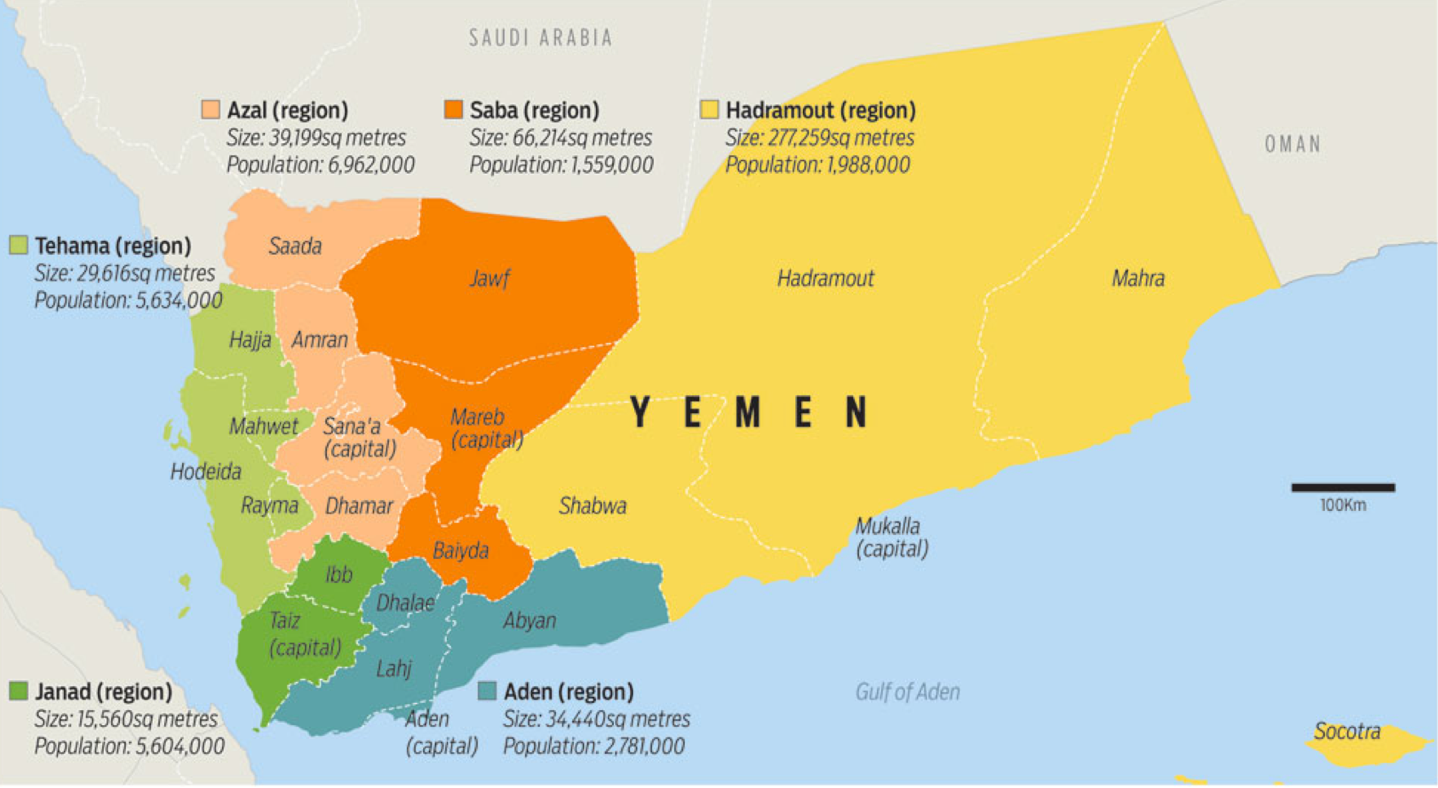 SAUDI ARABIA
Azal (region)
Size: 39,199sq metres
Population: 6,962,000
Saba (region)
Size: 66,214sq metres
Population: 1,559,000
Hadramout (region)
Size: 277,259sq metres
Population: 1,988,000
OMAN
Tehama (region)
Size: 29,616sq metres
Population: 5,634,000
Saada
Jawf
Hadramout
Mahra
Hajja
Amran
YEMEN
Mahwet
Sana'a
(capital)
Mareb
(capital)
Hodeida
Rayma
Dhamar
Shabwa
100Km
Mukalla
(capital)
Baiyda
Ibb
Dhalae
Taiz
(capital)
Abyan
Lahj
Janad (region)
Size: 15,560sq metres
Population: 5,604,000
Aden
(capital)
Aden (region)
Size: 34,440sq metres
Population: 2,781,000
Gulf of Aden
Socotra